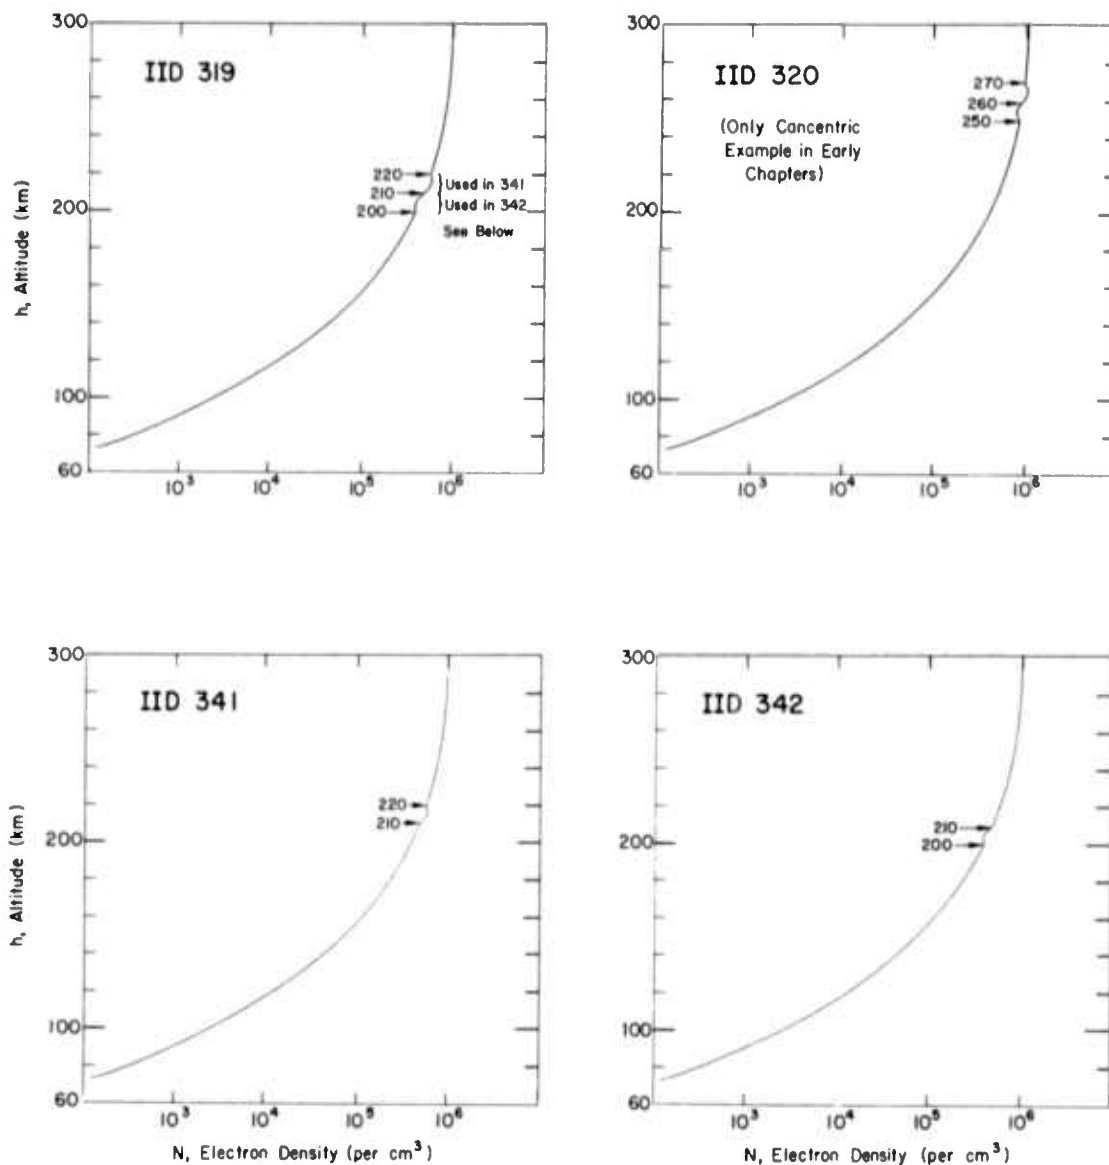 300
IID 319
220
210
200
Used in 341
Used in 342
See Below
200
100
60
10³ 10⁴ 10⁵ 10⁶
h, Altitude (km)
300
IID 320
(Only Cancentric
Example in Early
Chapters)
270
260
250
200
100
60
10³ 10⁴ 10⁵ 10⁶
300
IID 341
220
210
200
100
60
10³ 10⁴ 10⁵ 10⁶
h, Altitude (km)
N, Electron Density (per cm³)
300
IID 342
210
200
200
100
60
10³ 10⁴ 10⁵ 10⁶
N, Electron Density (per cm³)